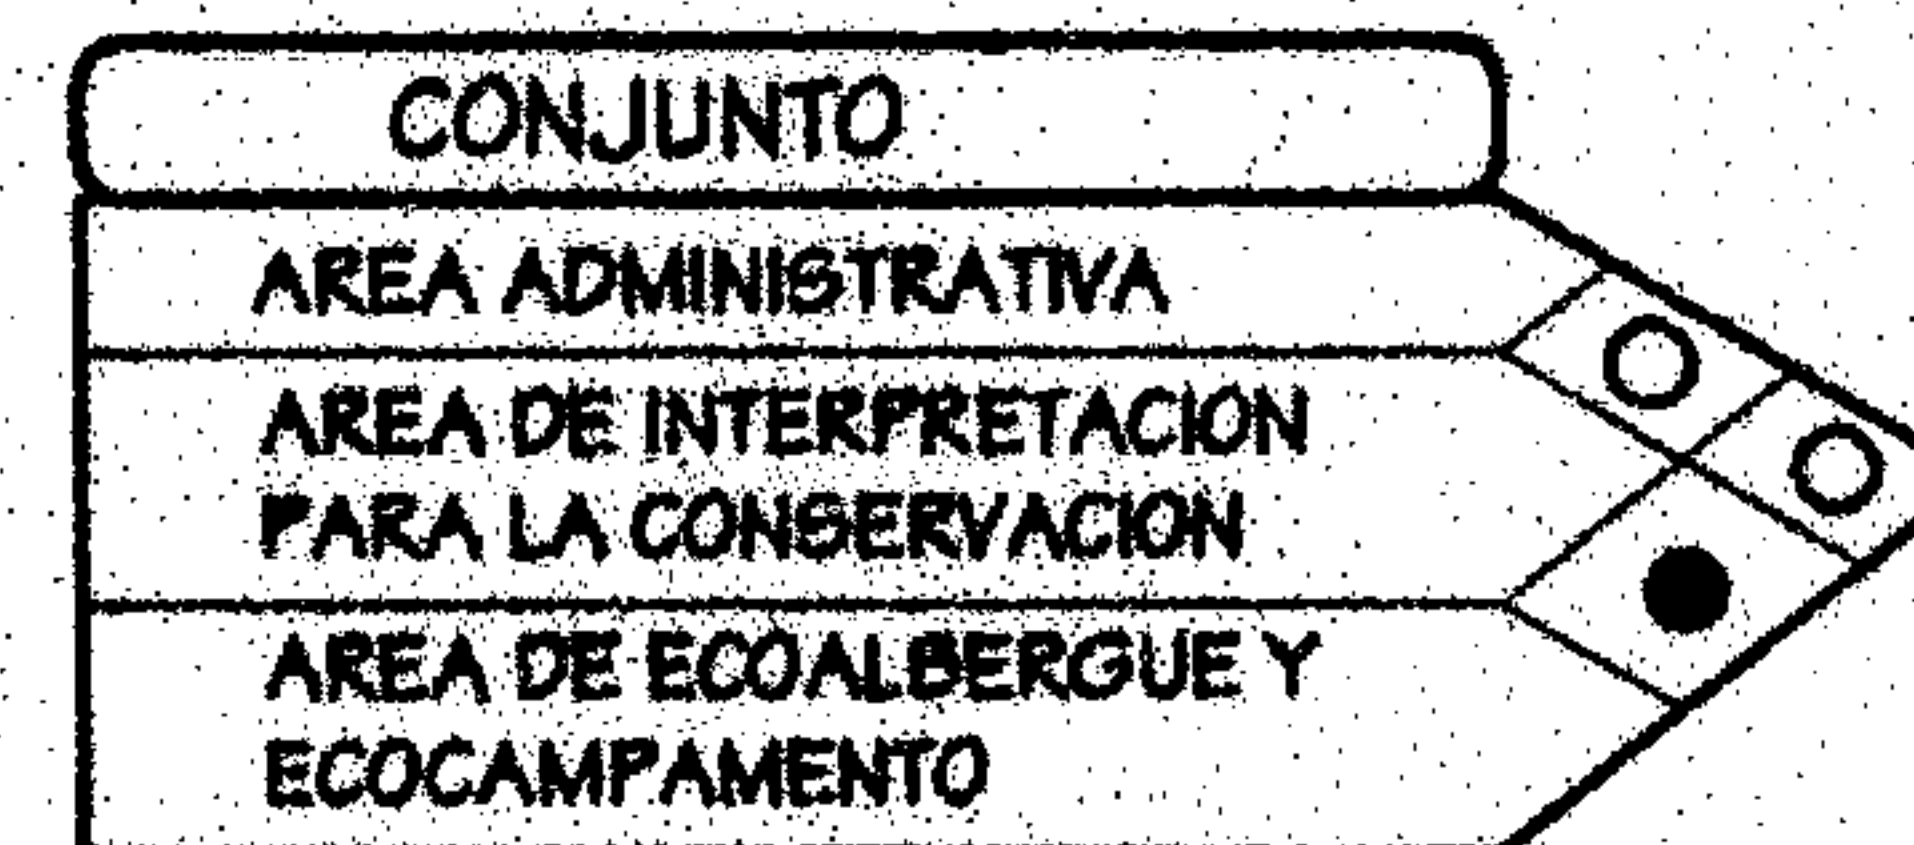 CONJUNTO
AREA ADMINISTRATIVA
AREA DE INTERPRETACION
PARA LA CONSERVACION
AREA DE ECOALBERGUE Y
ECOCAMPAMENTO